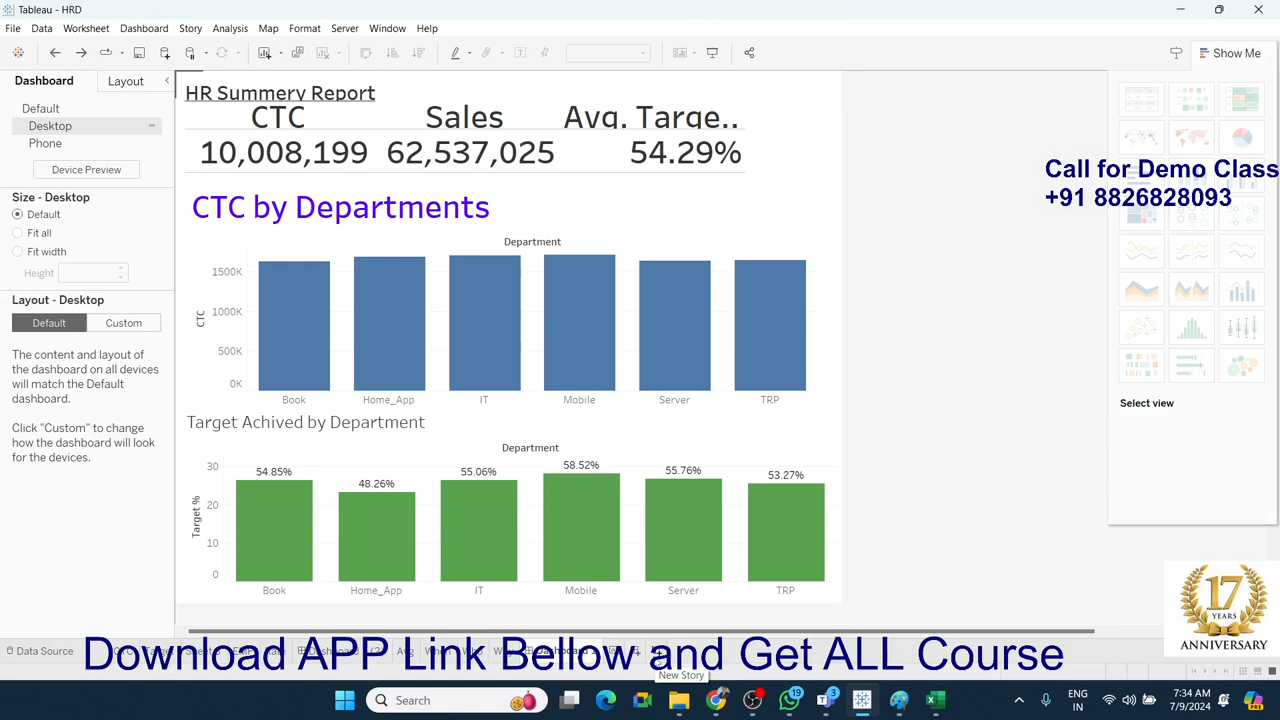 Tableau - HRD
File Data Worksheet Dashboard Story Analysis Map Format Server Window Help
Show Me
Dashboard Layout
Default
Desktop
Phone
Device Preview
Size - Desktop
Default
Fit all
Fit width
Height
Layout - Desktop
Default Custom
The content and layout of
the dashboard on all devices
will match the Default
dashboard.
Click "Custom" to change
how the dashboard will look
for the devices.
HR Summery Report
CTC Sales Avg. Targe..
10,008,199 62,537,025 54.29%
CTC by Departments
Department
1500K
1000K
500K
0K
CTC
Book Home_App IT Mobile Server TRP
Target Achived by Department
Department
54.85% 48.26% 55.06% 58.52% 55.76% 53.27%
30
20
10
0
Target %
Book Home_App IT Mobile Server TRP
Call for Demo Class
+91 8826828093
Select view
17
YEARS
ANNIVERSARY
Data Source
Download APP Link Bellow and Get ALL Course
New Story
Search
19
3
ENG
IN
7:34 AM
7/9/2024